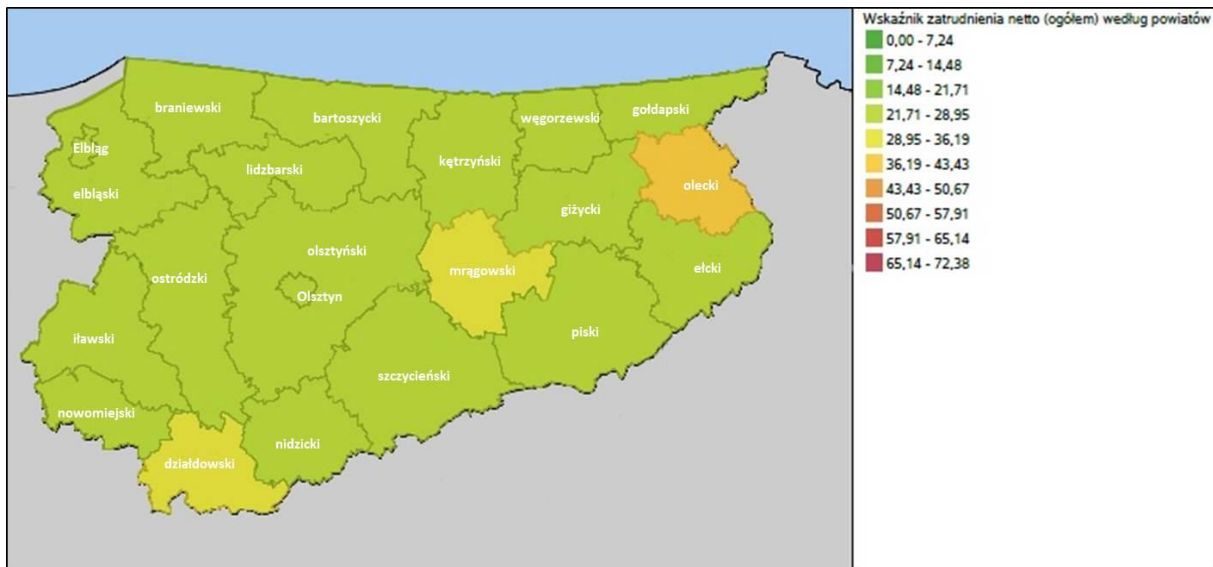 Wskaźnik zatrudnienia netto (ogółem) według powiatów
0,00 - 7,24
7,24 - 14,48
14,48 - 21,71
21,71 - 28,95
28,95 - 36,19
36,19 - 43,43
43,43 - 50,67
50,67 - 57,91
57,91 - 65,14
65,14 - 72,38
braniewski
bartoszycki
węgorzewski
gołdapski
Elbląg
lidzbarski
kętrzyński
elbląski
olecki
giżycki
olsztyński
ostródzki
mrągowski
ełcki
Olsztyn
iławski
piski
szczycieński
nowomiejski
nidzicki
działdowski